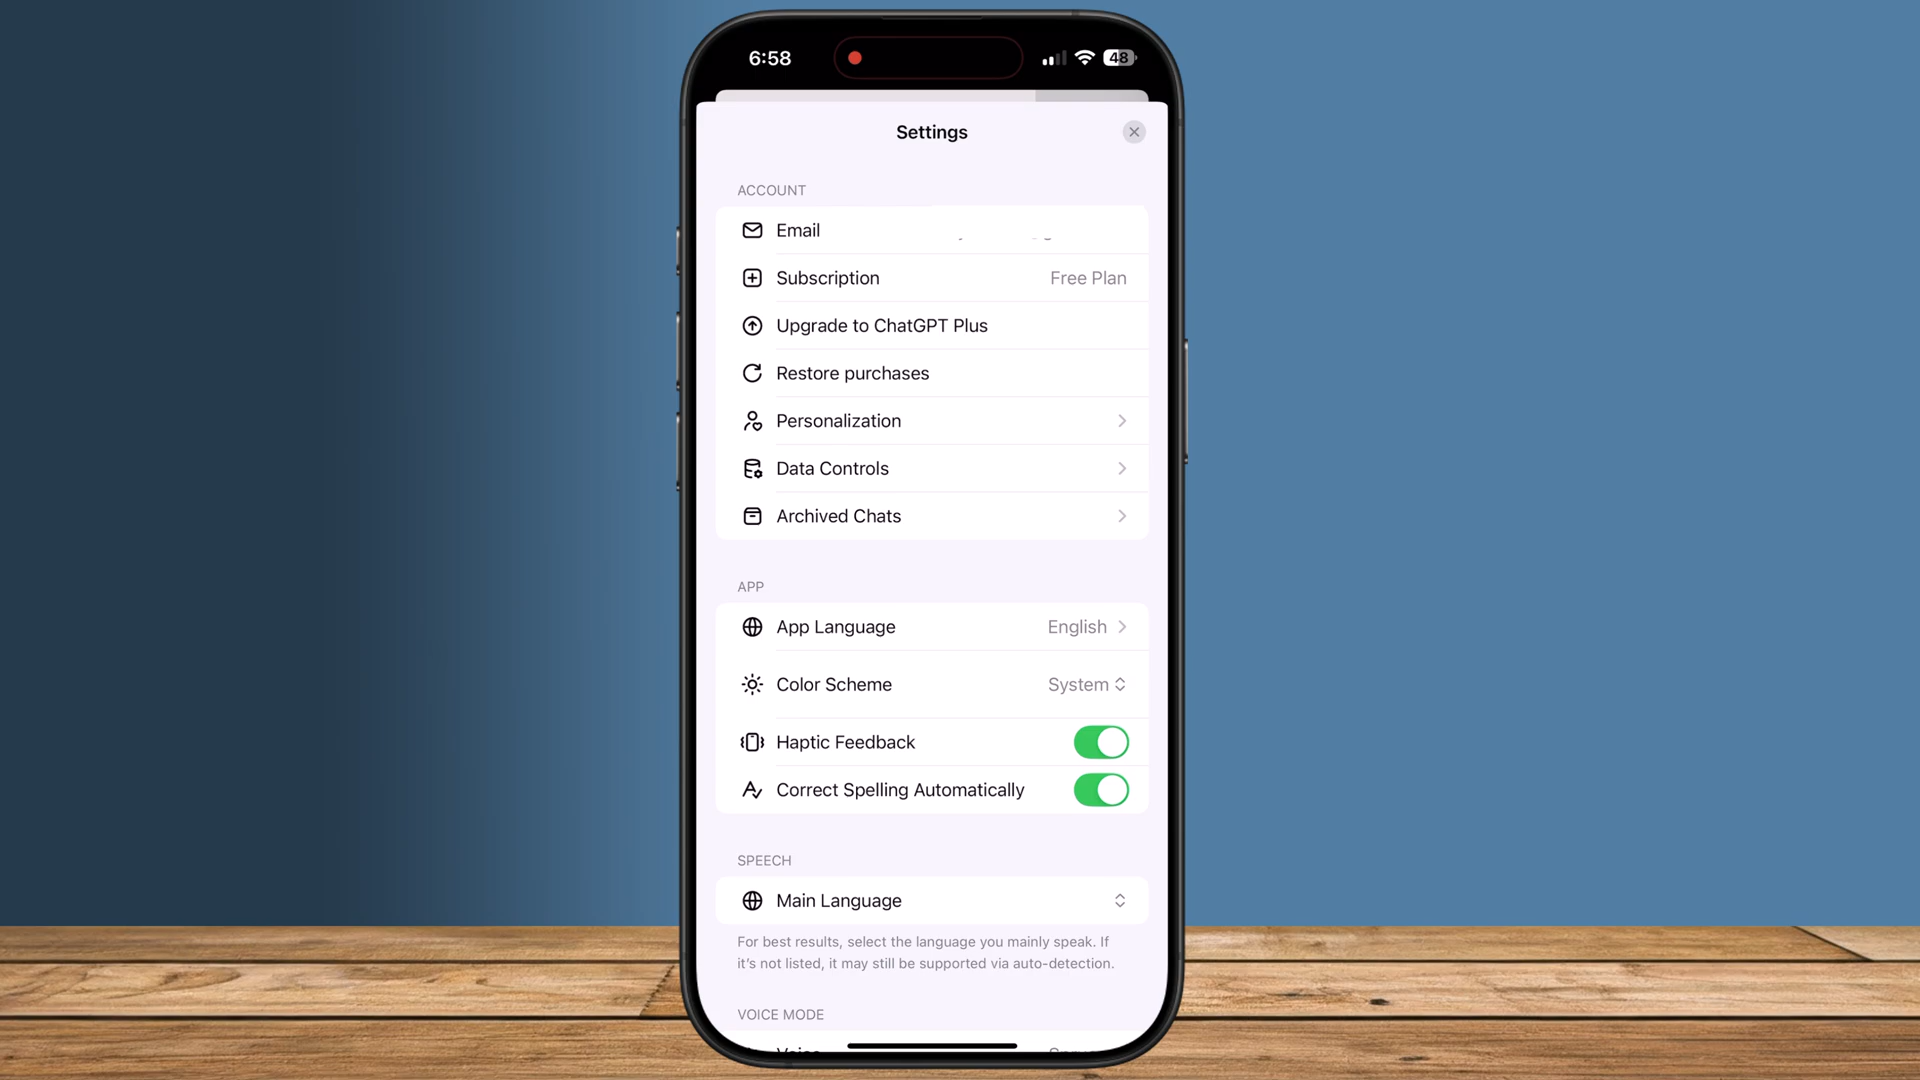 6:58
48
Settings
ACCOUNT
Email
Subscription Free Plan
Upgrade to ChatGPT Plus
Restore purchases
Personalization
Data Controls
Archived Chats
APP
App Language English
Color Scheme System
Haptic Feedback
Correct Spelling Automatically
SPEECH
Main Language
For best results, select the language you mainly speak. If
it's not listed, it may still be supported via auto-detection.
VOICE MODE
Voice